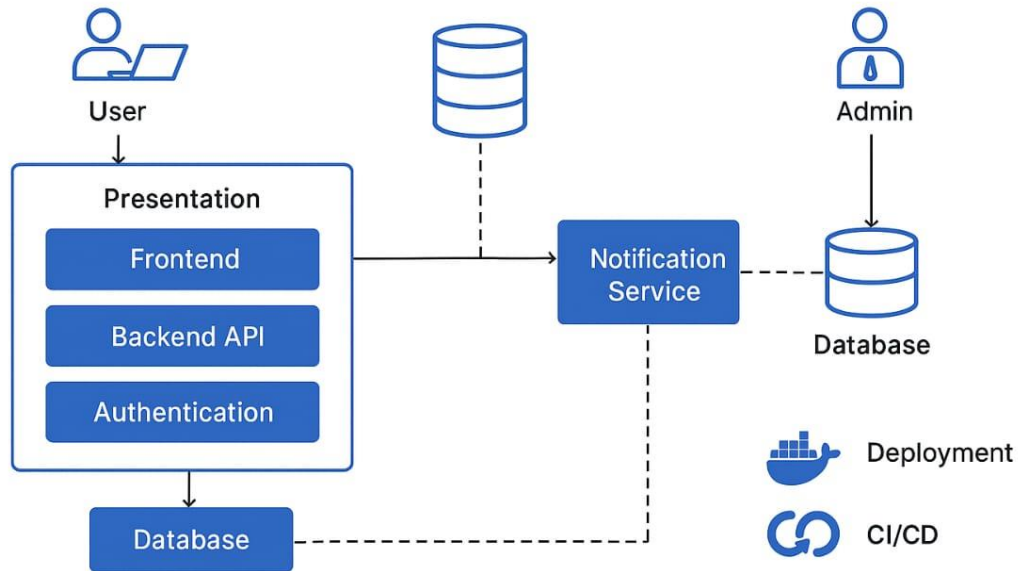 User
Admin
Presentation
Frontend
Backend API
Authentication
Notification
Service
Database
Deployment
Database
CI/CD